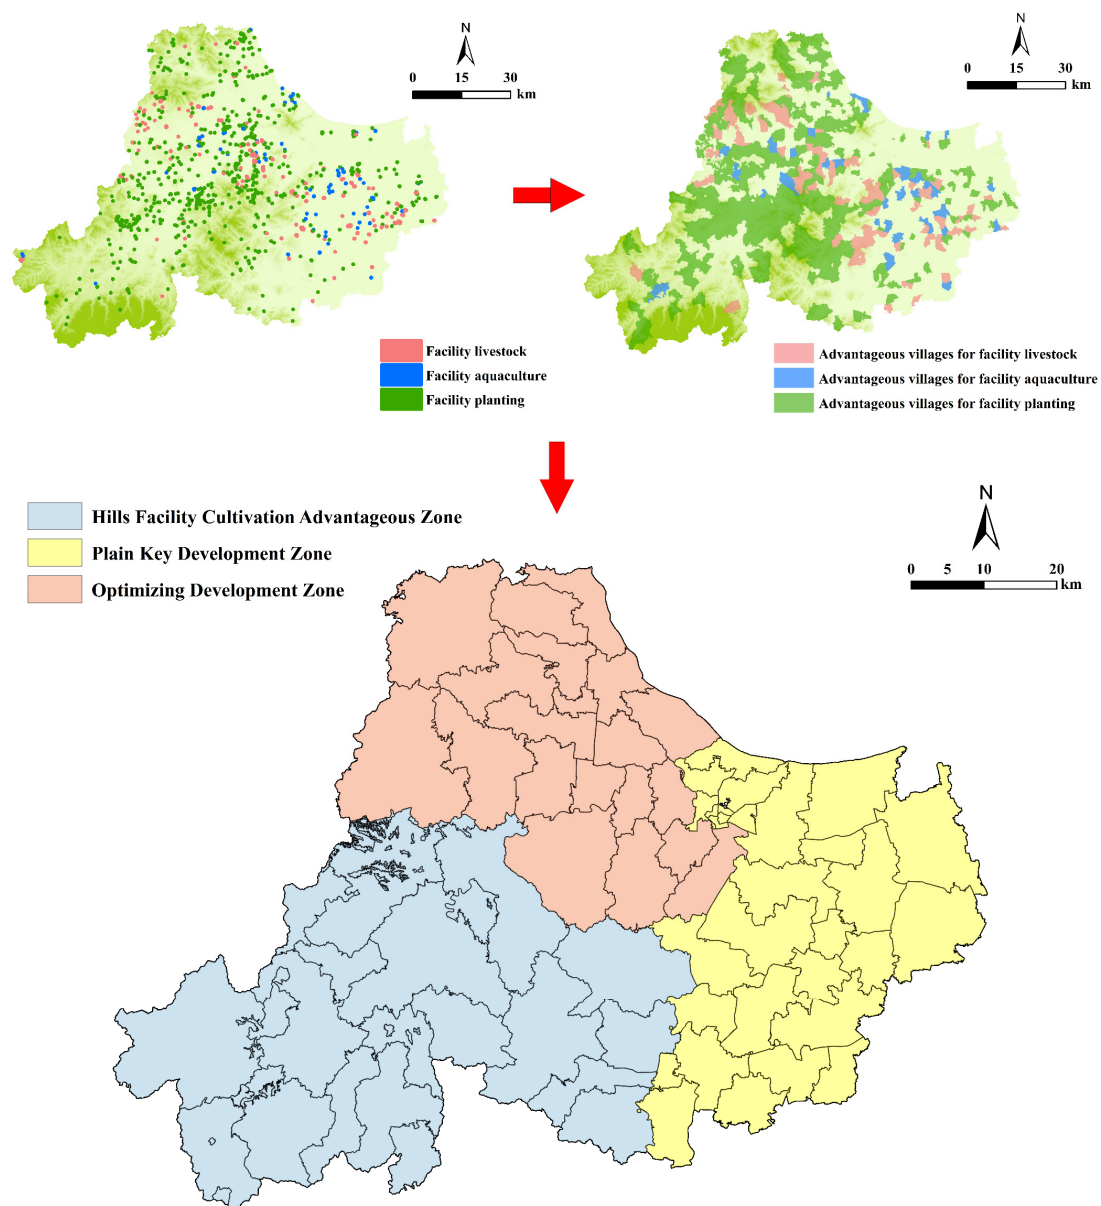 N
0 15 30
km
N
0 15 30
km
Facility livestock
Facility aquaculture
Facility planting
Advantageous villages for facility livestock
Advantageous villages for facility aquaculture
Advantageous villages for facility planting
Hills Facility Cultivation Advantageous Zone
Plain Key Development Zone
Optimizing Development Zone
N
0 5 10 20
km